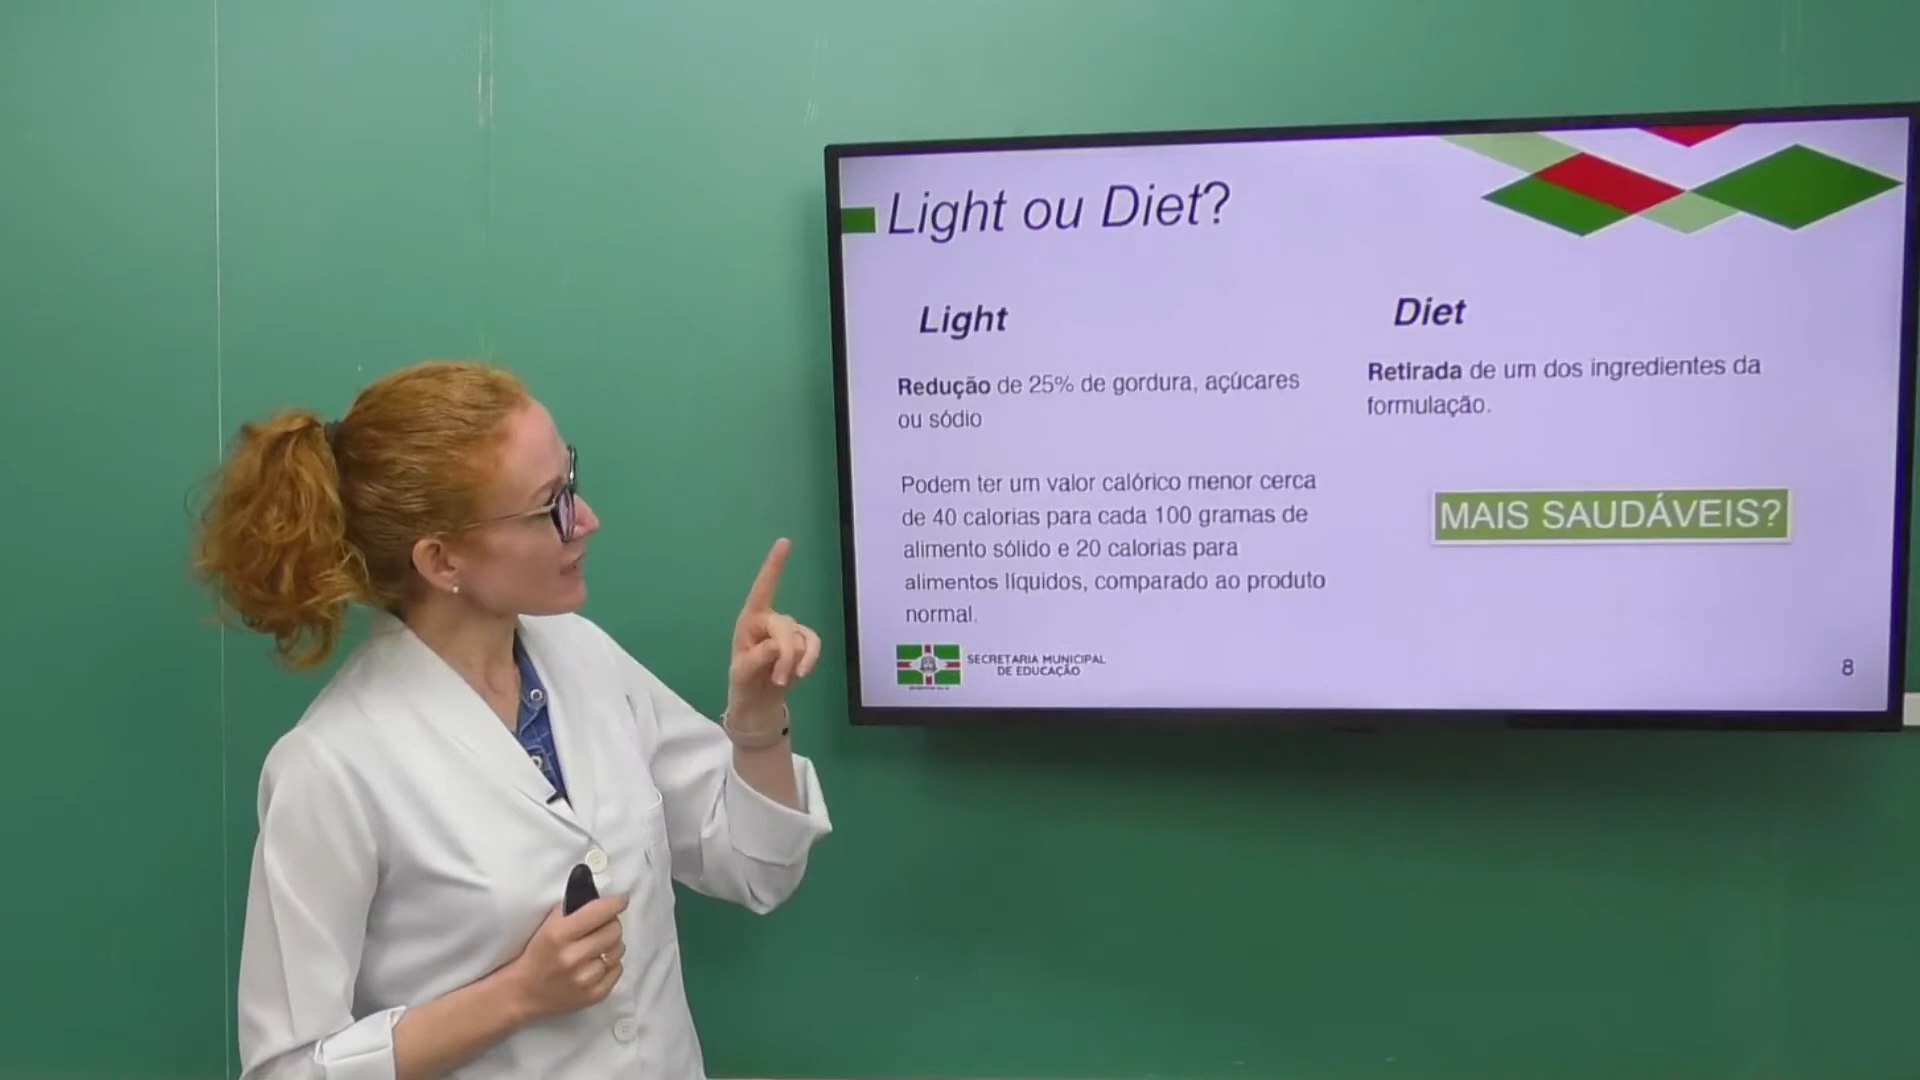 Light ou Diet?
Light
Redução de 25% de gordura, açúcares
ou sódio
Podem ter um valor calórico menor cerca
de 40 calorias para cada 100 gramas de
alimento sólido e 20 calorias para
alimentos líquidos, comparado ao produto
normal.
Diet
Retirada de um dos ingredientes da
formulação.
MAIS SAUDÁVEIS?
SECRETARIA MUNICIPAL
DE EDUCAÇÃO
8